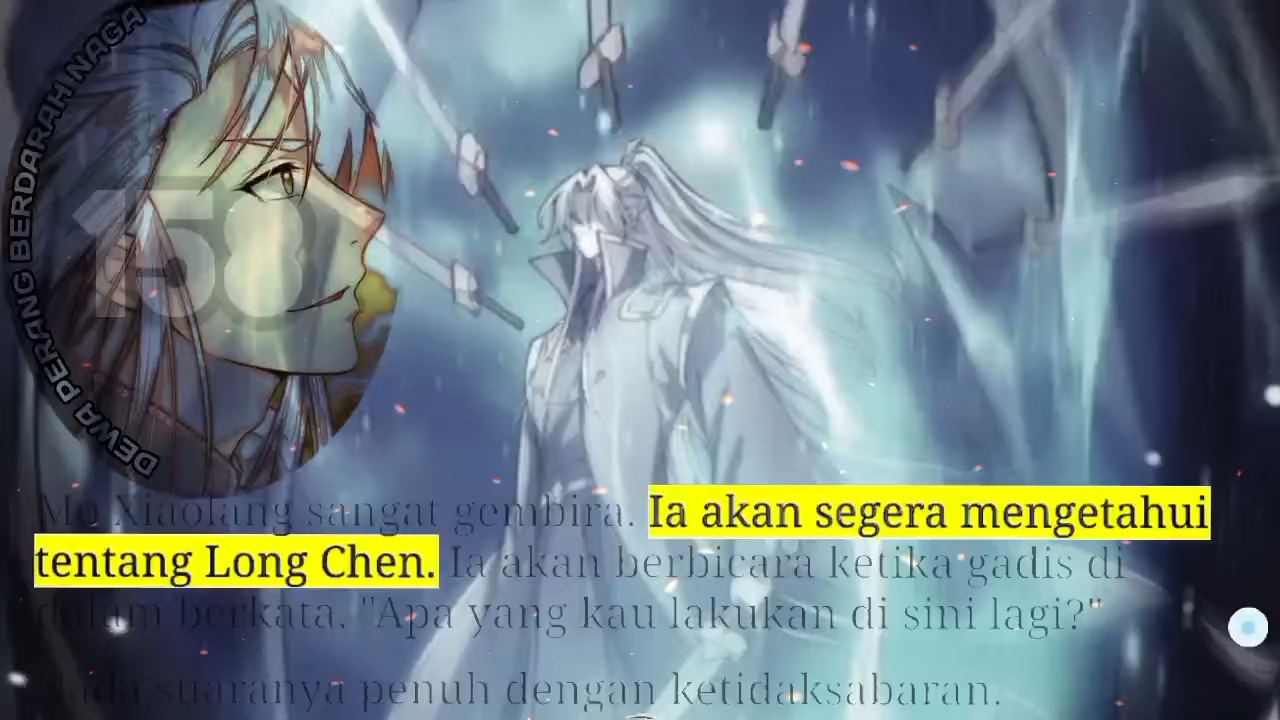 DEWA PERANG BERDARAH NAGA
158
Mo Xiaolang sangat gembira. Ia akan segera mengetahui
tentang Long Chen. Ia akan berbicara ketika gadis di
dalam berkata, "Apa yang kau lakukan di sini lagi?"
Nada suaranya penuh dengan ketidaksabaran.